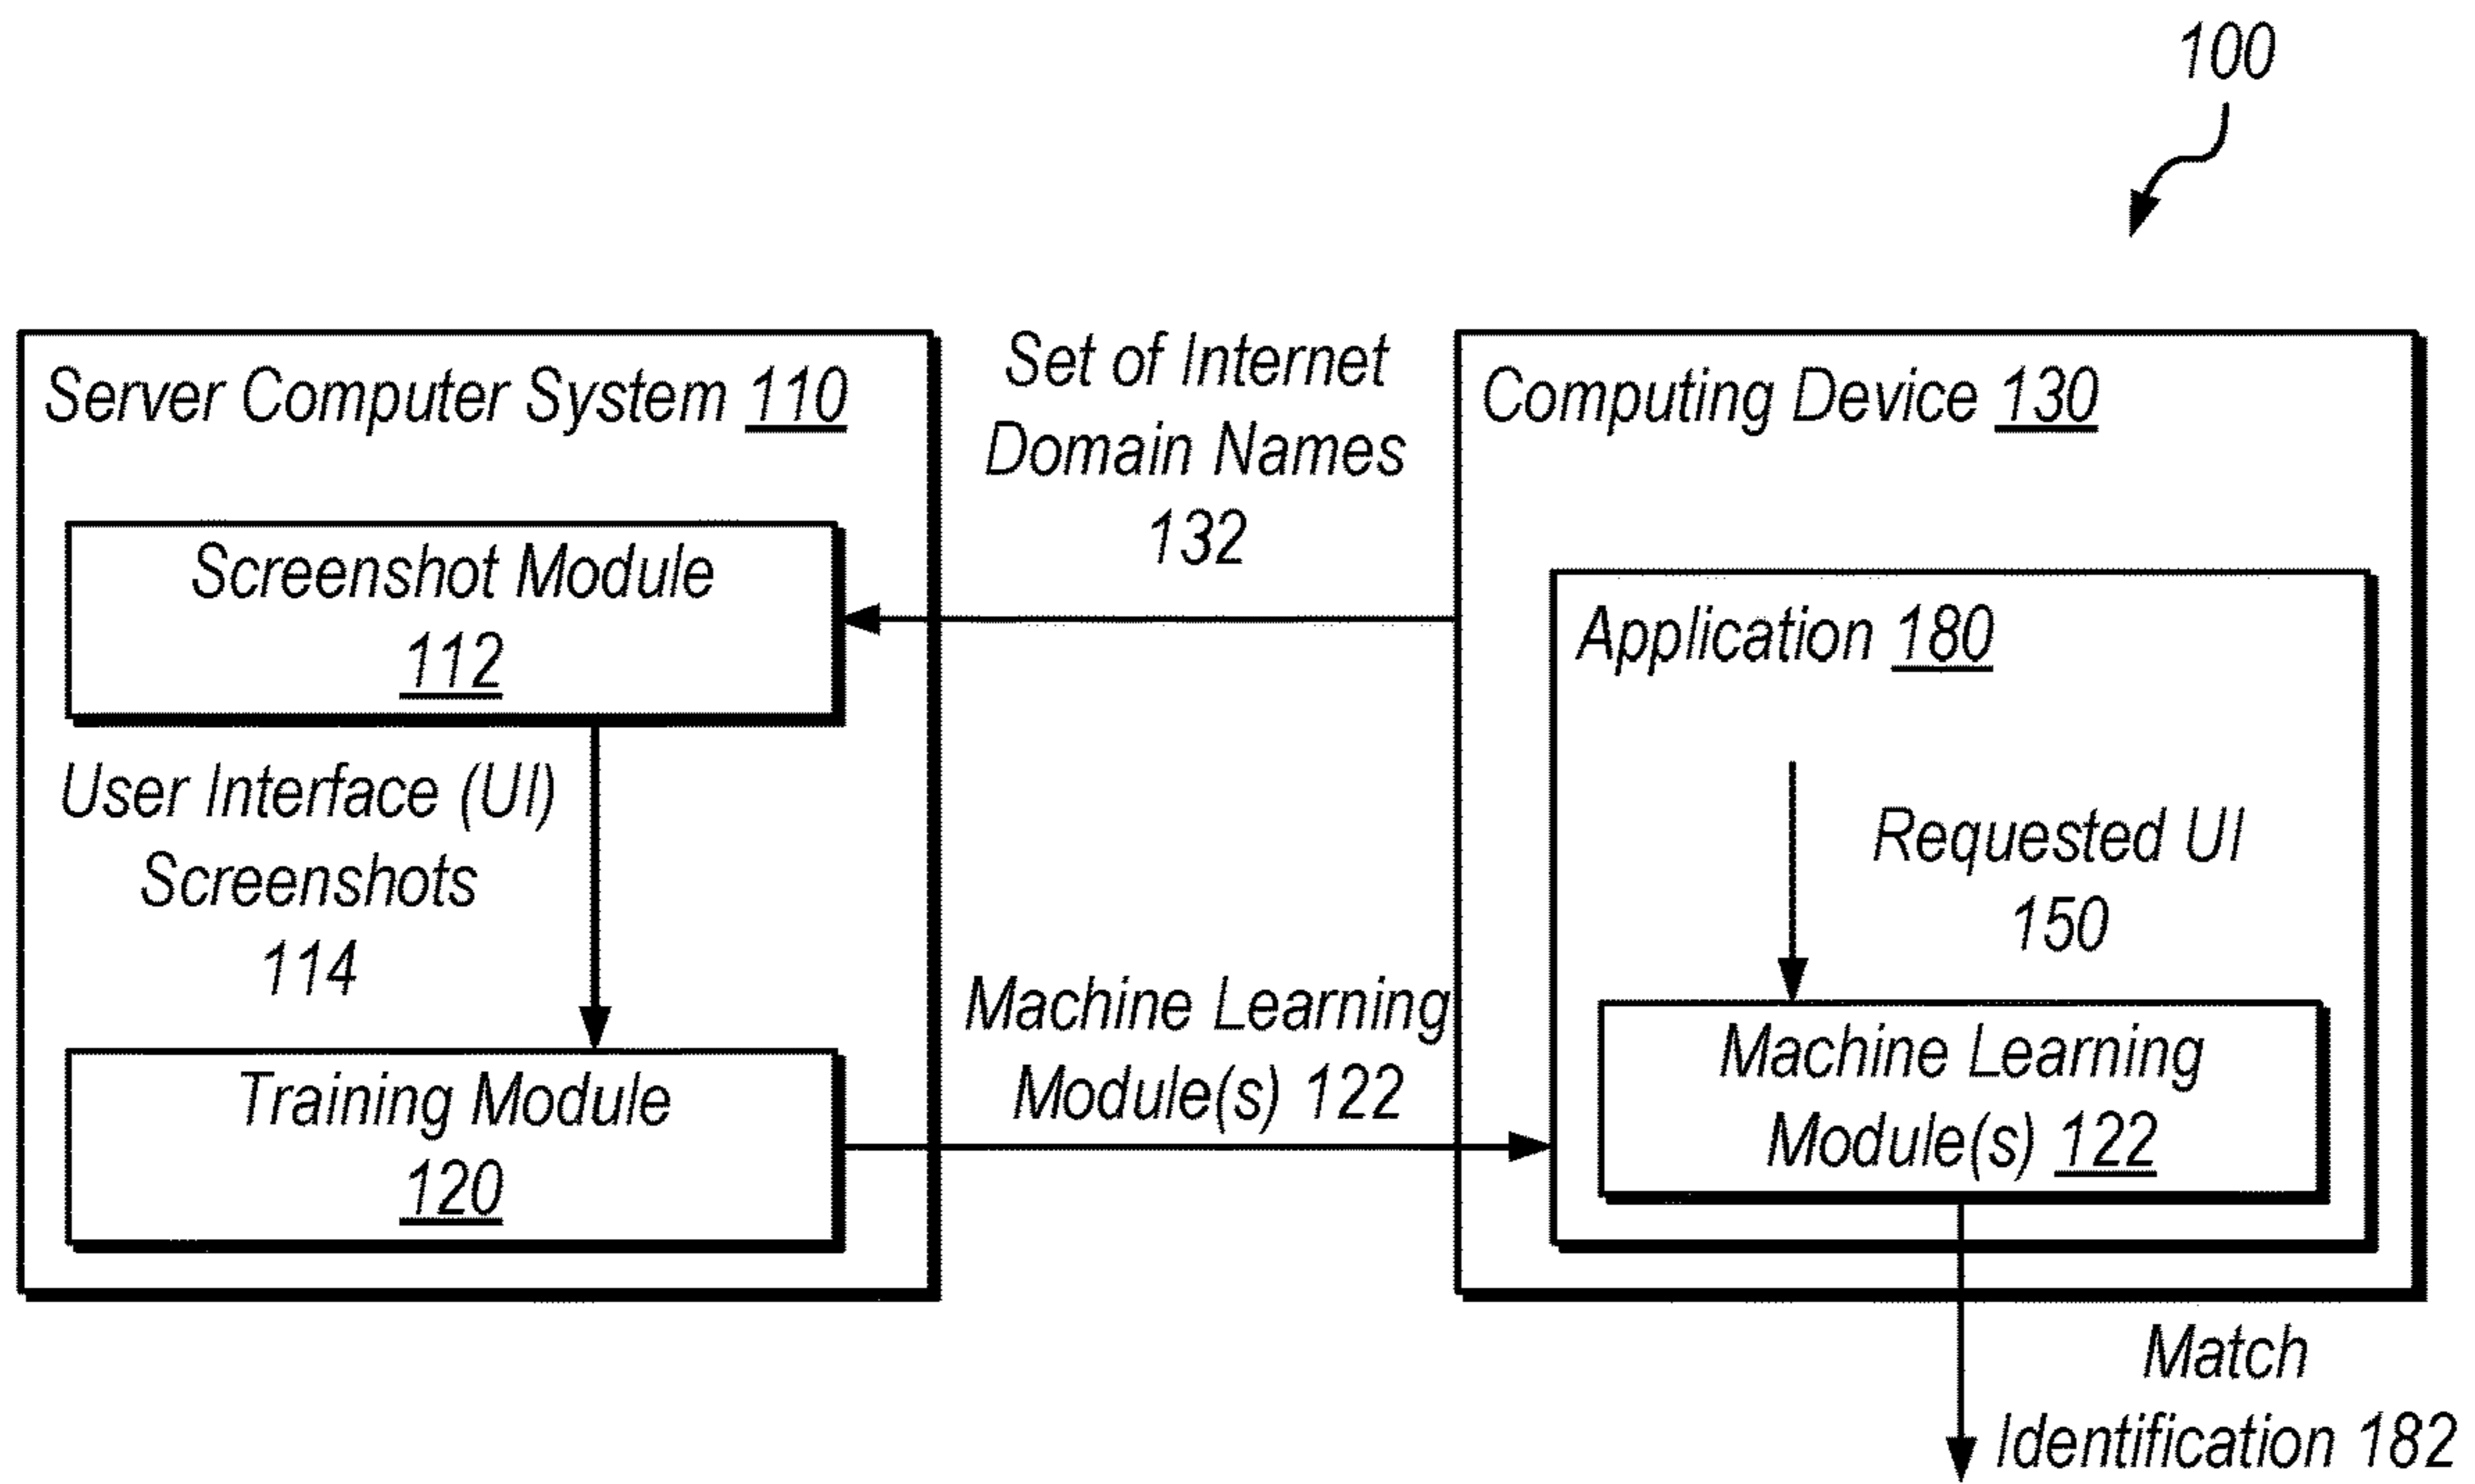 100
Server Computer System 110
Screenshot Module
112
User Interface (UI)
Screenshots
114
Training Module
120
Set of Internet
Domain Names
132
Machine Learning
Module(s) 122
Computing Device 130
Application 180
Requested UI
150
Machine Learning
Module(s) 122
Match
Identification 182